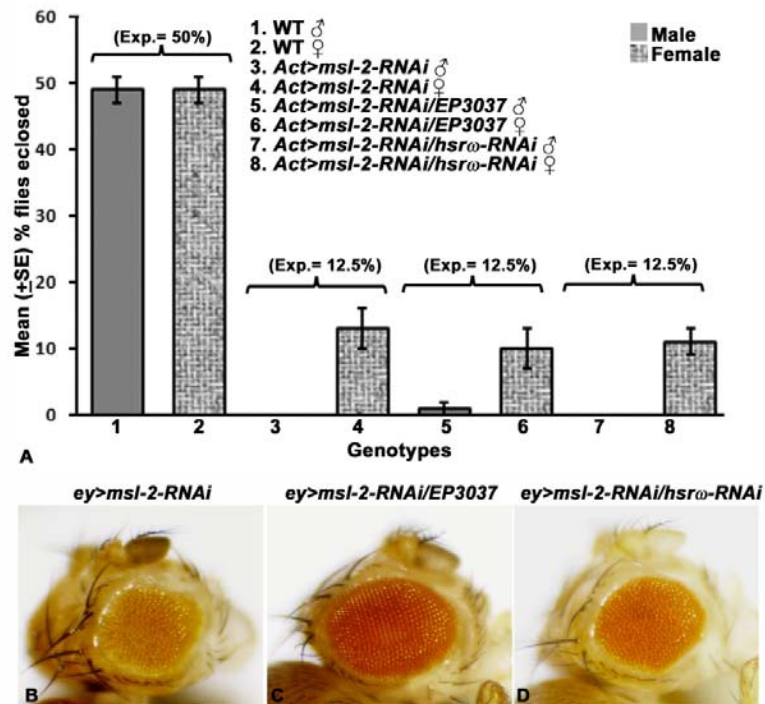 60
50
40
30
20
10
0
Mean (±SE) % flies eclosed
(Exp.= 50%)
1. WT ♂
2. WT ♀
3. Act>msl-2-RNAi ♂
4. Act>msl-2-RNAi ♀
5. Act>msl-2-RNAi/EP3037 ♂
6. Act>msl-2-RNAi/EP3037 ♀
7. Act>msl-2-RNAi/hsrω-RNAi ♂
8. Act>msl-2-RNAi/hsrω-RNAi ♀
Male
Female
(Exp.= 12.5%) (Exp.= 12.5%) (Exp.= 12.5%)
1 2 3 4 5 6 7 8
Genotypes
A
ey>msl-2-RNAi ey>msl-2-RNAi/EP3037 ey>msl-2-RNAi/hsrω-RNAi
B C D